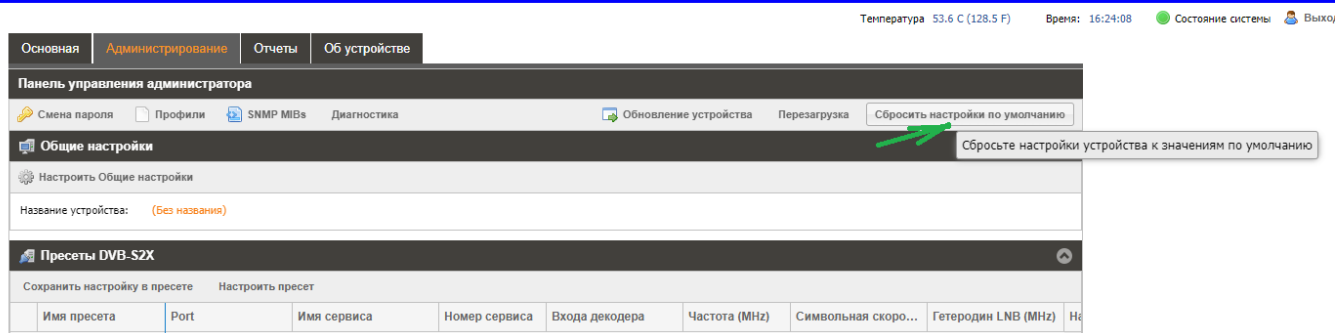 Температура 53.6 C (128.5 F) Время: 16:24:08 Состояние системы Выход
Основная Администрирование Отчеты Об устройстве
Панель управления администратора
Смена пароля Профили SNMP MIBs Диагностика Обновление устройства Перезагрузка Сбросить настройки по умолчанию
Общие настройки
Сбросьте настройки устройства к значениям по умолчанию
Настроить Общие настройки
Название устройства: (Без названия)
Пресеты DVB-S2X
Сохранить настройку в пресете Настроить пресет
Имя пресета Port Имя сервиса Номер сервиса Входа декодера Частота (MHz) Символьная скоро... Гетеродин LNB (MHz) На